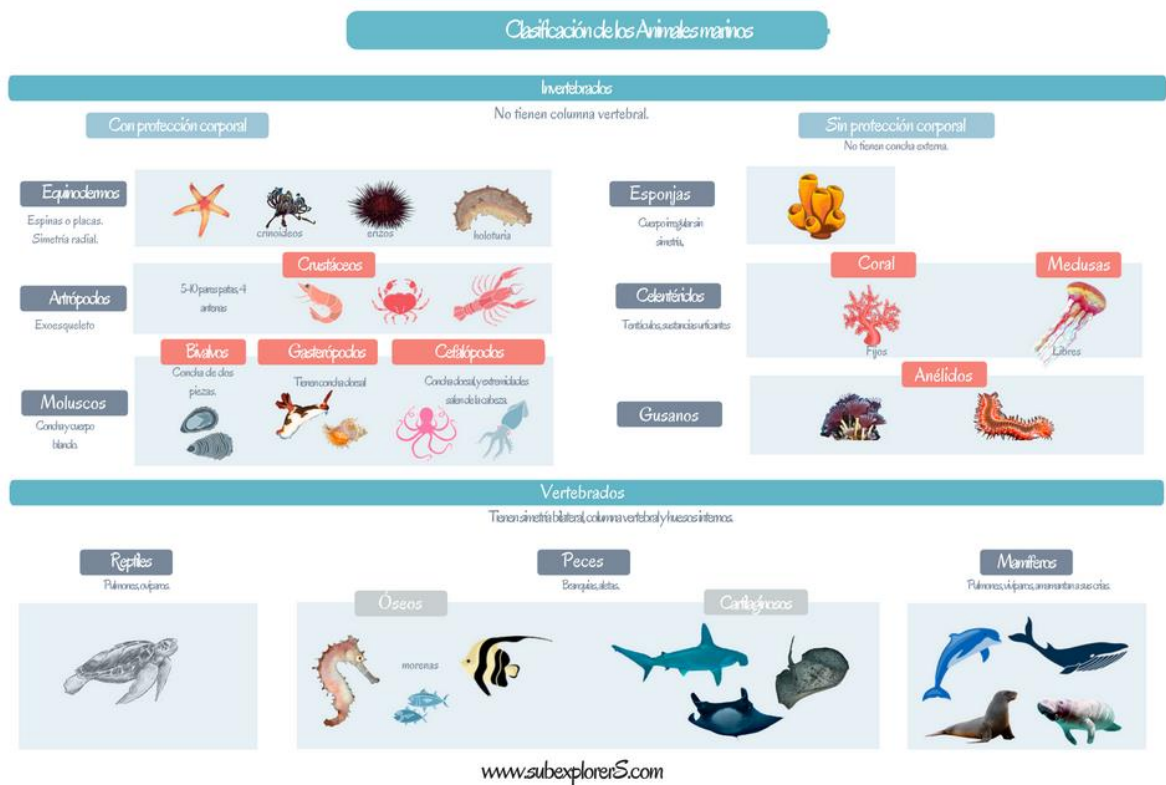 Clasificación de los Animales marinos
Invertebrados
No tienen columna vertebral.
Con protección corporal
Sin protección corporal
No tienen concha externa.
Equinodermos
Espinas o placas.
Simetría radial.
crinoideos
erizos
holoturia
Esponjas
Cuerpo irregular sin
simetría,
Artrópodos
Exoesqueleto
Crustáceos
5-10 pares patas, 4
antenas
Celentéridos
Tentáculos, sustancias urticantes
Coral
Fijos
Medusas
Libres
Moluscos
Concha y cuerpo
blando.
Bivalvos
Concha de dos
piezas.
Gasterópodos
Tienen concha dorsal
Cefalópodos
Concha dorsal, y extremidades
salen de la cabeza.
Gusanos
Anélidos
Vertebrados
Tienen simetría bilateral, columna vertebral y huesos internos.
Reptiles
Pulmones, ovíparos.
Peces
Branquias, aletas.
Óseos
morenas
Cartilaginosos
Mamíferos
Pulmones, vivíparos, amamantan a sus crías.
www.subexplorerS.com